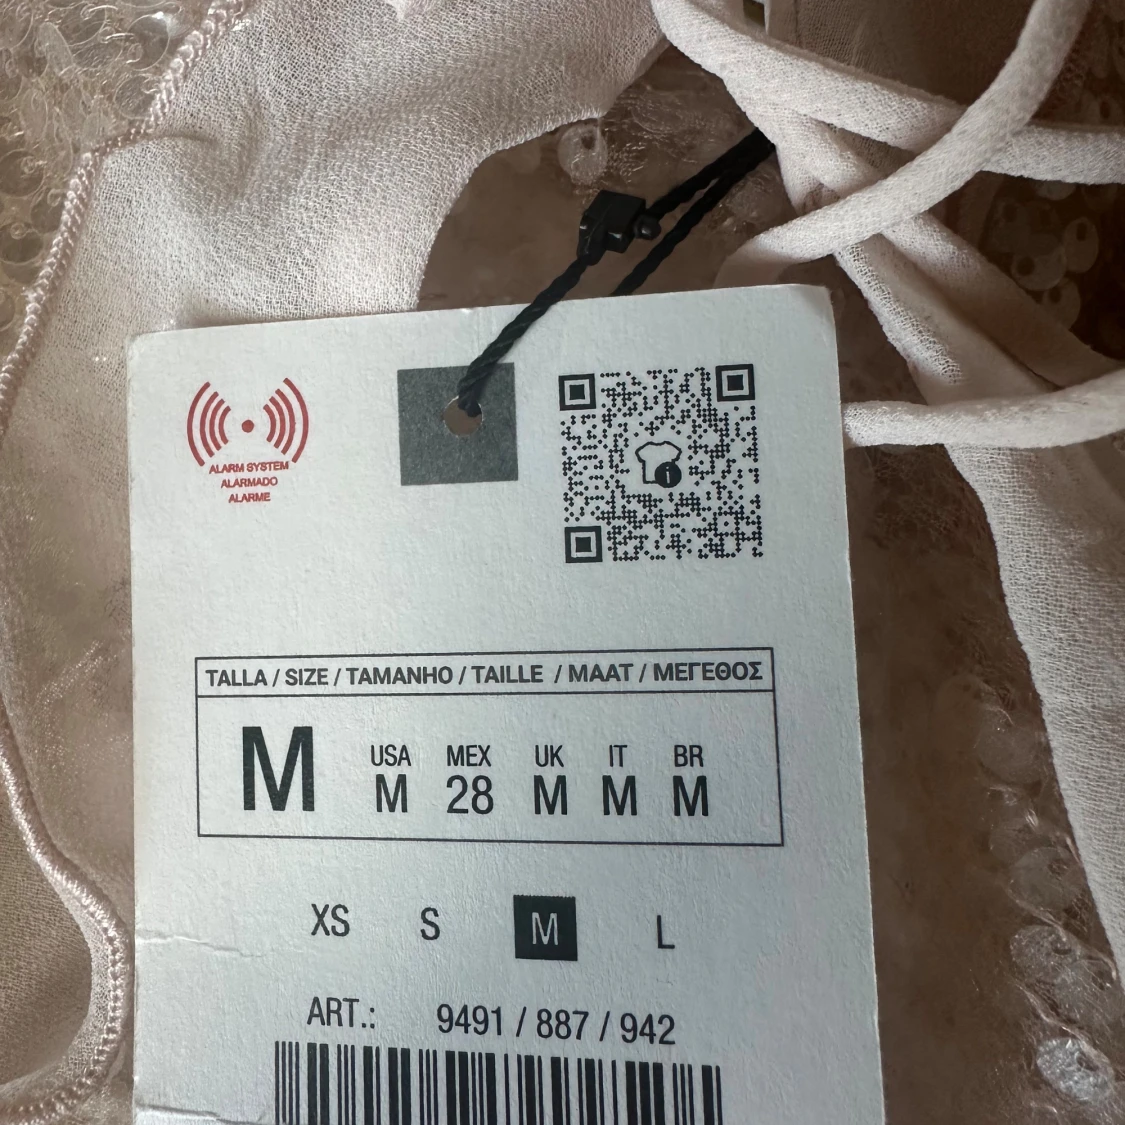 ALARM SYSTEM
ALARMADO
ALARME
TALLA / SIZE / TAMANHO / TAILLE / MAAT / ΜΕΓΕΘΟΣ
M
USA MEX UK IT BR
M 28 M M M
XS S M L
ART.: 9491 / 887 / 942